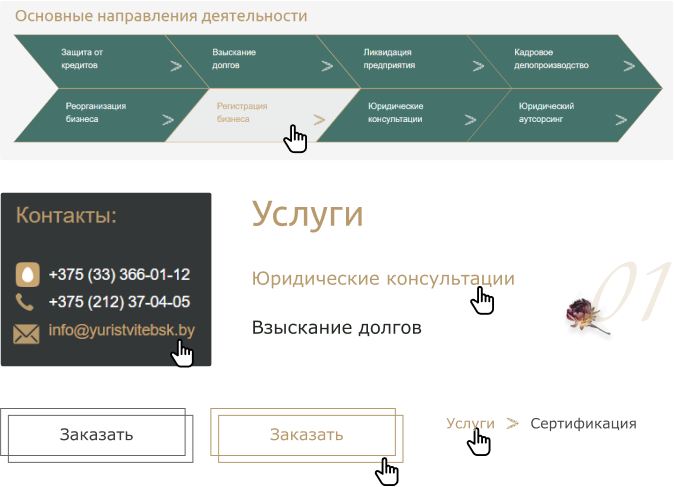 Основные направления деятельности
Защита от
кредитов
Взыскание
долгов
Ликвидация
предприятия
Кадровое
делопроизводство
Реорганизация
бизнеса
Регистрация
бизнеса
Юридические
консультации
Юридический
аутсорсинг
Контакты:
+375 (33) 366-01-12
+375 (212) 37-04-05
info@yuristvitebsk.by
Услуги
Юридические консультации
01
Взыскание долгов
Заказать
Заказать
Услуги > Сертификация